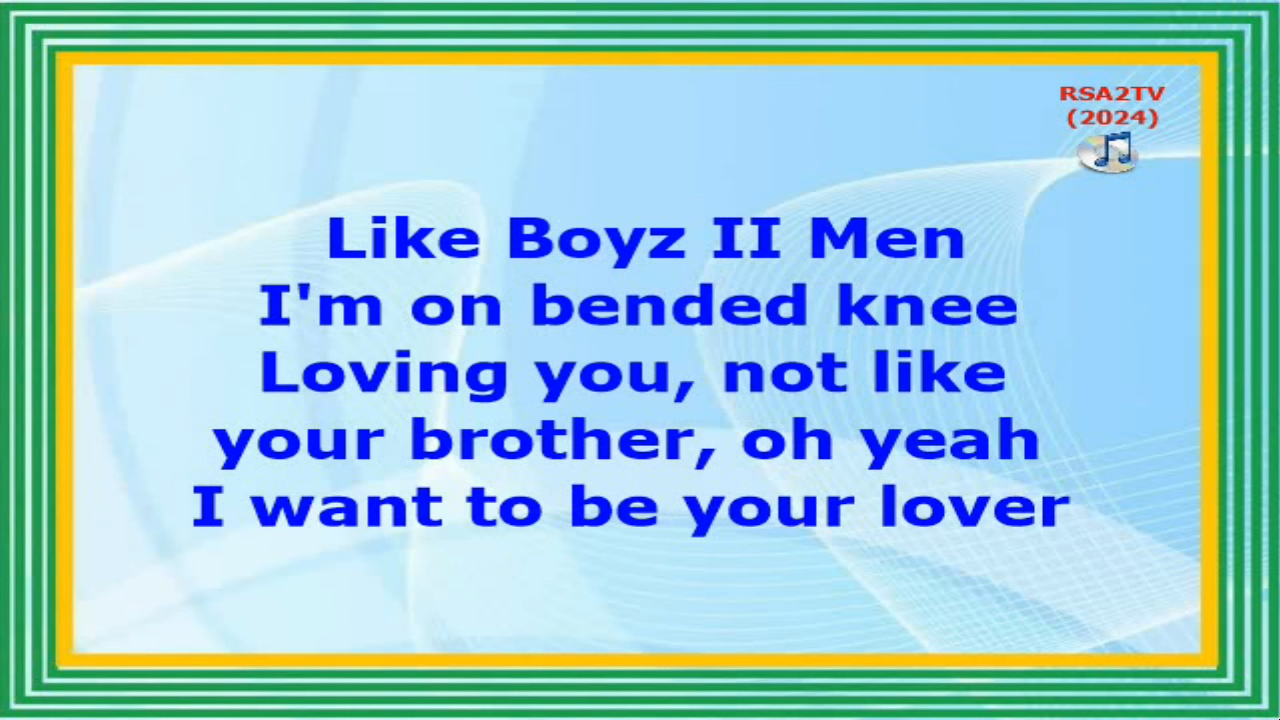 RSA2TV
(2024)
Like Boyz II Men
I'm on bended knee
Loving you, not like
your brother, oh yeah
I want to be your lover